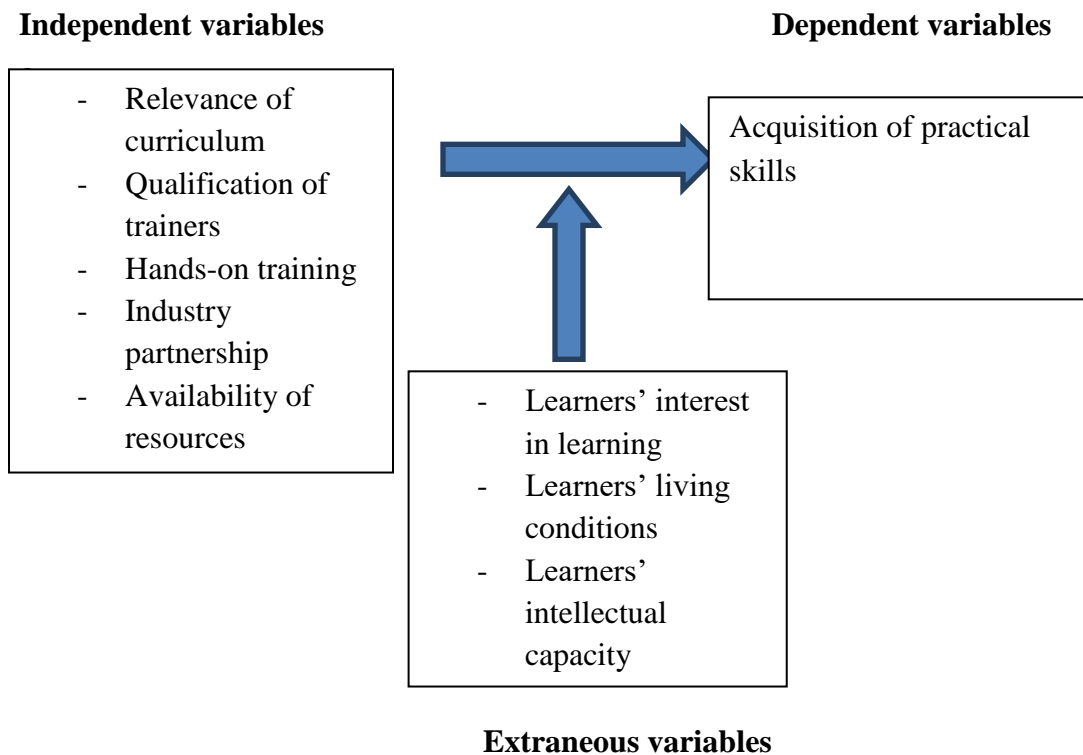 Independent variables
Dependent variables
- Relevance of
curriculum
- Qualification of
trainers
- Hands-on training
- Industry
partnership
- Availability of
resources
Acquisition of practical
skills
- Learners’ interest
in learning
- Learners’ living
conditions
- Learners’
intellectual
capacity
Extraneous variables